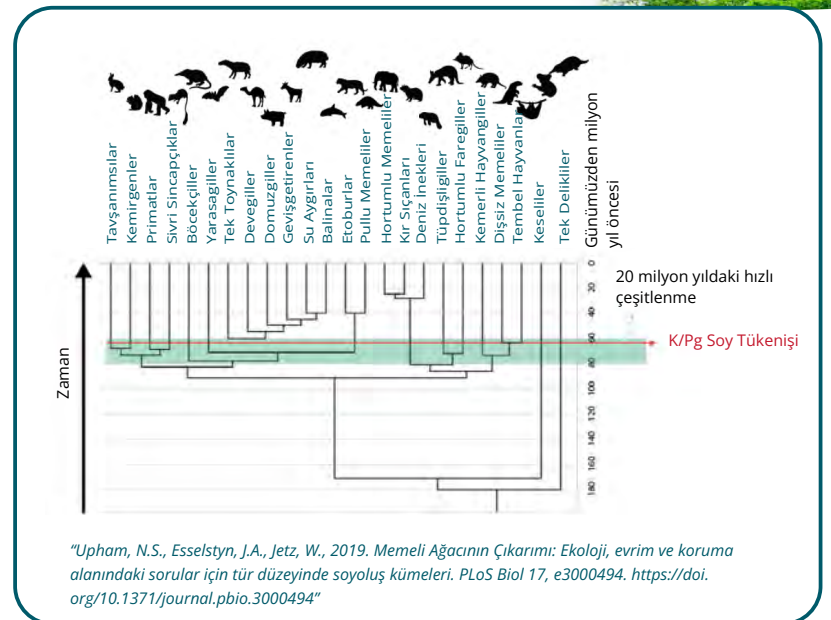 Tavşanımsılar
Kemirgenler
Primatlar
Sivri Sincapçıklar
Böcekçiller
Yarasagiller
Tek Toynaklılar
Devegiller
Domuzgiller
Gevişgetirenler
Su Aygırları
Balinalar
Etoburlar
Pullu Memeliler
Hortumlu Memeliler
Kır Sıçanları
Deniz İnekleri
Tüpdişligiller
Hortumlu Faregiller
Kemerli Hayvangiller
Dişsiz Memeliler
Tembel Hayvanlar
Keseliler
Tek Delikliler
Günümüzden milyon
yıl öncesi
0
20
40
60
80
100
120
140
160
180
20 milyon yıldaki hızlı
çeşitlenme
K/Pg Soy Tükenişi
Zaman
“Upham, N.S., Esselstyn, J.A., Jetz, W., 2019. Memeli Ağacının Çıkarımı: Ekoloji, evrim ve koruma
alanındaki sorular için tür düzeyinde soyoluş kümeleri. PLoS Biol 17, e3000494. https://doi.
org/10.1371/journal.pbio.3000494”